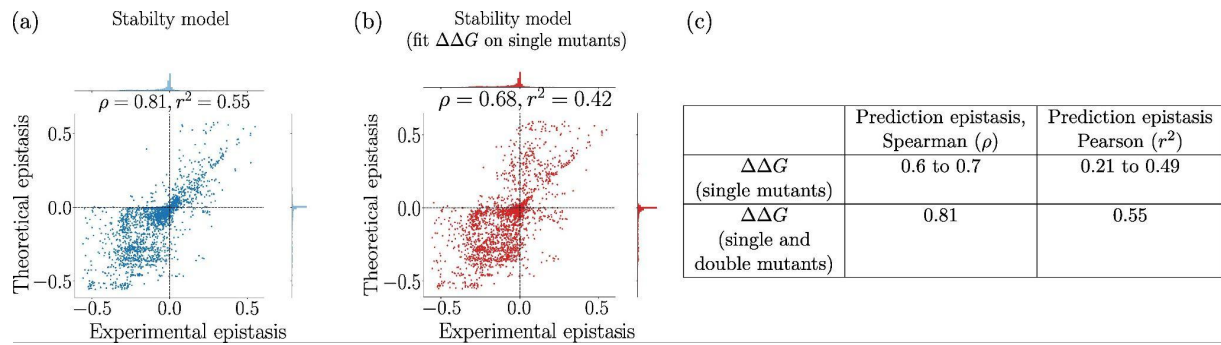 (a)
Stabilty model
ρ = 0.81, r² = 0.55
0.5
0.0
−0.5
Theoretical epistasis
−0.5
0.0
0.5
Experimental epistasis
(b)
Stability model
(fit ΔΔG on single mutants)
ρ = 0.68, r² = 0.42
0.5
0.0
−0.5
Theoretical epistasis
−0.5
0.0
0.5
Experimental epistasis
(c)
Prediction epistasis, Prediction epistasis
Spearman (ρ) Pearson (r²)
ΔΔG 0.6 to 0.7 0.21 to 0.49
(single mutants)
ΔΔG 0.81 0.55
(single and
double mutants)